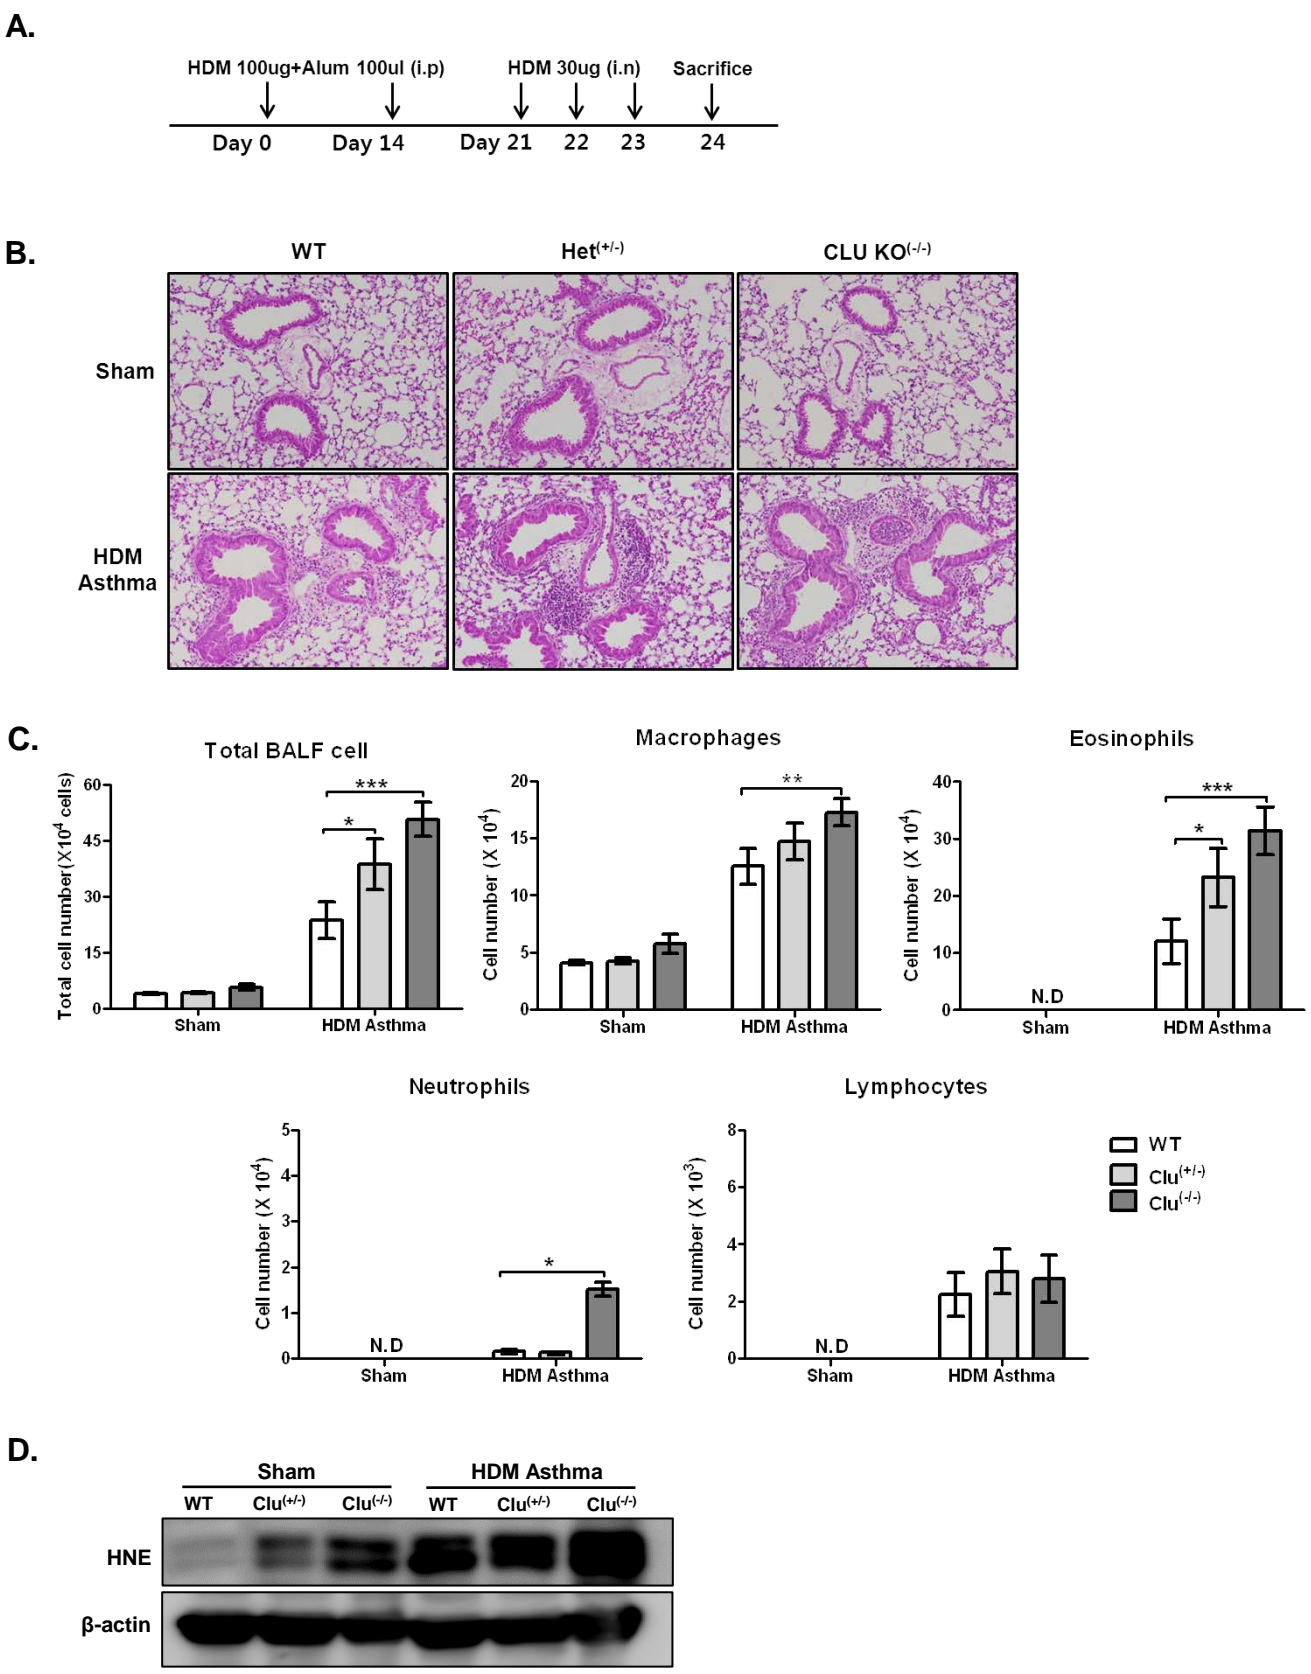 A.
HDM 100ug+Alum 100ul (i.p) HDM 30ug (i.n) Sacrifice
Day 0 Day 14 Day 21 22 23 24
B.
WT Het(+/-) CLU KO(-/-)
Sham
HDM
Asthma
C.
Total BALF cell
Total cell number(X10⁴ cells)
60
45
30
15
0
***
*
Sham HDM Asthma
Macrophages
Cell number (X 10⁴)
20
15
10
5
0
**
Sham HDM Asthma
Eosinophils
Cell number (X 10⁴)
40
30
20
10
0
***
*
N.D
Sham HDM Asthma
Neutrophils
Cell number (X 10⁴)
5
4
3
2
1
0
*
N.D
Sham HDM Asthma
Lymphocytes
Cell number (X 10³)
8
6
4
2
0
N.D
Sham HDM Asthma
WT
Clu(+/-)
Clu(-/-)
D.
Sham HDM Asthma
WT Clu(+/-) Clu(-/-) WT Clu(+/-) Clu(-/-)
HNE
β-actin